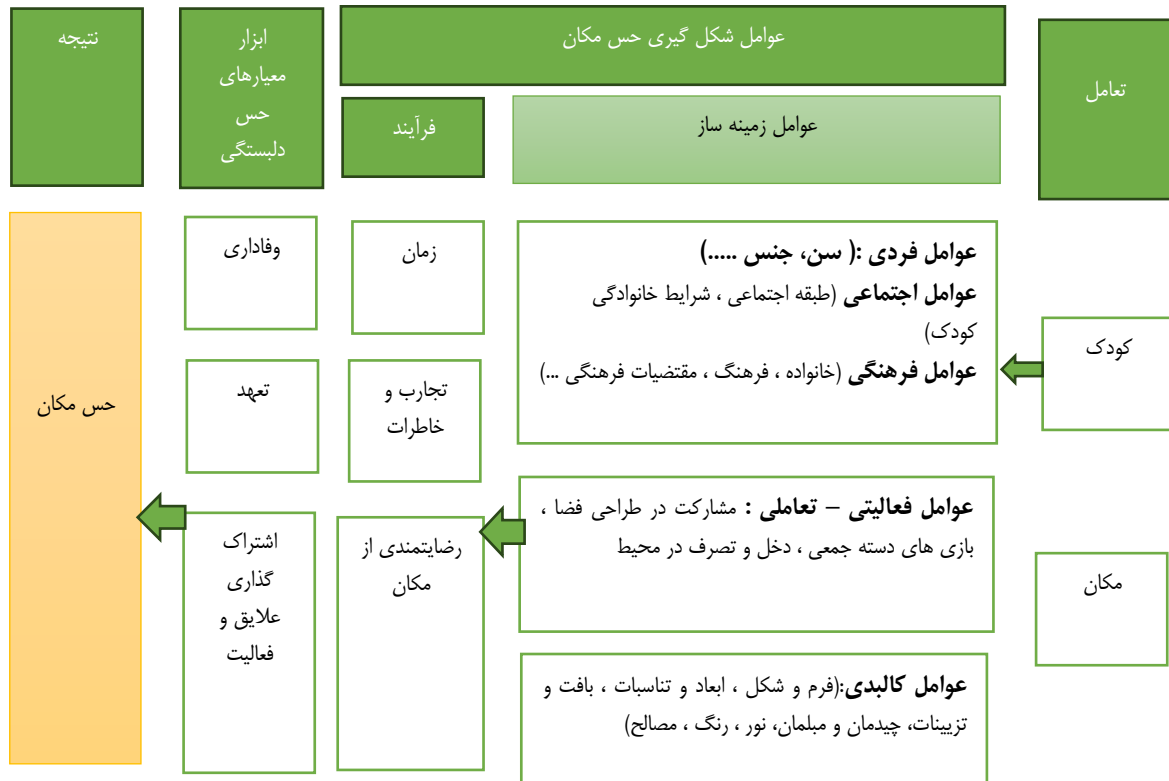 تعامل
عوامل شکل گیری حس مکان
عوامل زمینه ساز
فرآیند
ابزار
معیارهای
حس
دلبستگی
نتیجه
کودک
مکان
عوامل فردی :( سن، جنس .....)
عوامل اجتماعی (طبقه اجتماعی ، شرایط خانوادگی
کودک)
عوامل فرهنگی (خانواده ، فرهنگ ، مقتضیات فرهنگی ...)
عوامل فعالیتی – تعاملی : مشارکت در طراحی فضا ،
بازی های دسته جمعی ، دخل و تصرف در محیط
عوامل کالبدی:(فرم و شکل ، ابعاد و تناسبات ، بافت و
تزیینات، چیدمان و مبلمان، نور ، رنگ ، مصالح)
زمان
تجارب و
خاطرات
رضایتمندی از
مکان
وفاداری
تعهد
اشتراک
گذاری
علایق و
فعالیت
حس مکان